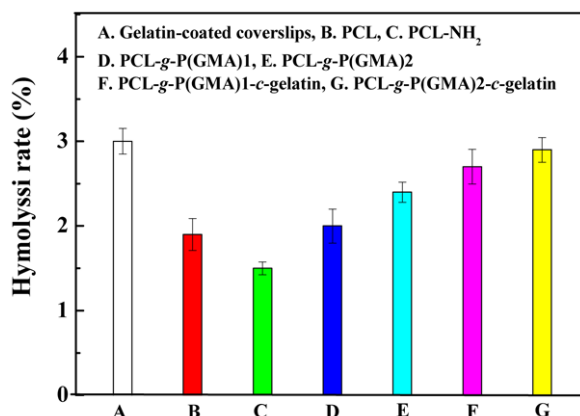 A. Gelatin-coated coverslips, B. PCL, C. PCL-NH2
D. PCL-g-P(GMA)1, E. PCL-g-P(GMA)2
F. PCL-g-P(GMA)1-c-gelatin, G. PCL-g-P(GMA)2-c-gelatin
Hymolyssi rate (%)
4
3
2
1
0
A B C D E F G